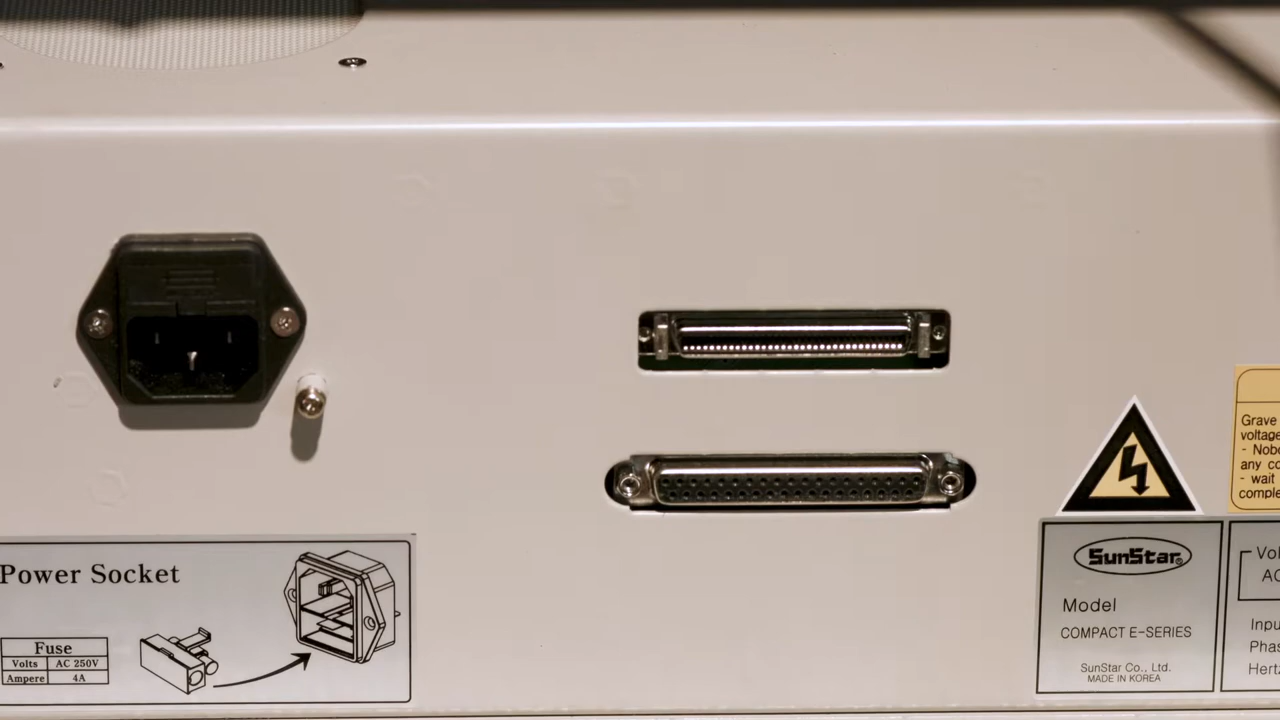 Power Socket
Fuse
Volts AC 250V
Ampere 4A
Grave
voltage
- Nobo
any co
- wait
comple
SunStar
Model
COMPACT E-SERIES
SunStar Co., Ltd.
MADE IN KOREA
Vol
AC
Inpu
Phas
Hertz